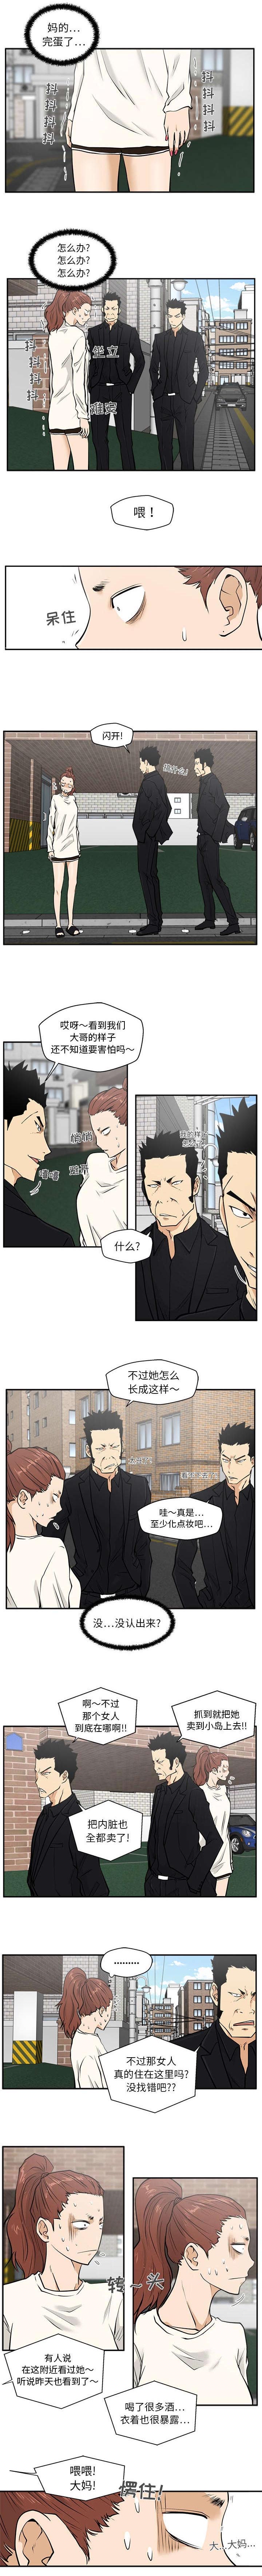 妈的...
完蛋了...
抖
抖
抖
抖
抖
抖
抖
抖
怎么办?
怎么办?
怎么办?
坐立
难安
抖
抖
抖
抖
喂！
呆住
闪开!
哎呀～看到我们
大哥的样子
还不知道要害怕吗～
什么?
不过她怎么
长成这样～
哇～真是...
至少化点妆吧...
没...没认出来?
啊～不过
那个女人
到底在哪啊!!
抓到就把她
卖到小岛上去!!
把内脏也
全都卖了!
.........
不过那女人
真的住在这里吗?
没找错吧??
转～头
有人说
在这附近看过她～
听说昨天也看到了～
喝了很多酒...
衣着也很暴露...
喂喂!
大妈!
愣住!
大...大妈...